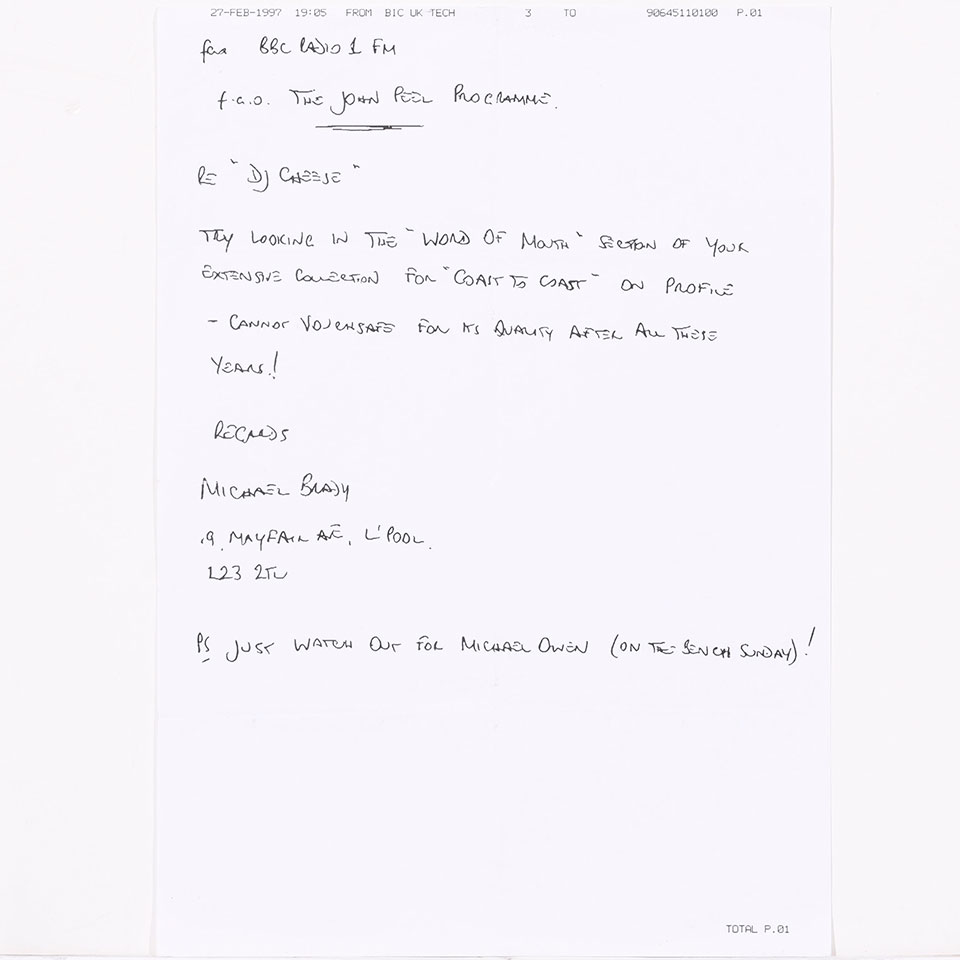 27-FEB-1997 19:05 FROM BIC UK TECH 3 TO 90645110100 P.01
fax BBC RADIO 1 FM
f.a.o. THE JOHN PEEL PROGRAMME.
RE "DJ CHEESE"
TRY LOOKING IN THE "WORD OF MOUTH" SECTION OF YOUR
EXTENSIVE COLLECTION FOR "COAST TO COAST" ON PROFILE
- CANNOT VOUCHSAFE FOR ITS QUALITY AFTER ALL THESE
YEARS!
REGARDS
MICHAEL BRADY
.9, MAYFAIR AVE, L'POOL.
L23 2TL
PS JUST WATCH OUT FOR MICHAEL OWEN (ON THE BENCH SUNDAY)!
TOTAL P.01